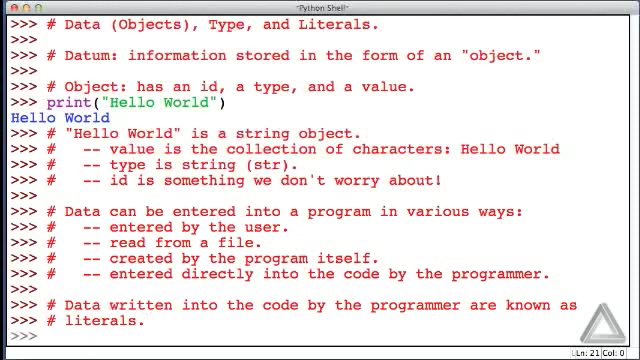 *Python Shell*
>>> # Data (Objects), Type, and Literals.
>>>
>>> # Datum: information stored in the form of an "object."
>>>
>>> # Object: has an id, a type, and a value.
>>> print("Hello World")
Hello World
>>> # "Hello World" is a string object.
>>> #   -- value is the collection of characters: Hello World
>>> #   -- type is string (str).
>>> #   -- id is something we don't worry about!
>>>
>>> # Data can be entered into a program in various ways:
>>> #   -- entered by the user.
>>> #   -- read from a file.
>>> #   -- created by the program itself.
>>> #   -- entered directly into the code by the programmer.
>>>
>>> # Data written into the code by the programmer are known as
>>> # literals.
>>>
Ln: 21 Col: 0